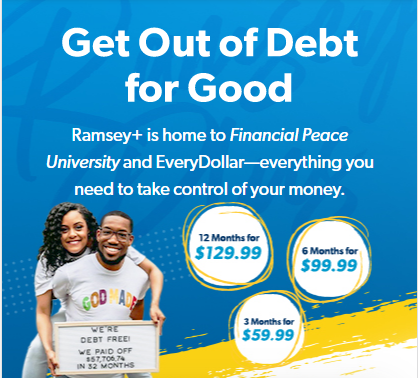 Get Out of Debt
for Good
Ramsey+ is home to Financial Peace
University and EveryDollar—everything you
need to take control of your money.
12 Months for
$129.99
6 Months for
$99.99
3 Months for
$59.99
GOD MADE
WE'RE
DEBT FREE!
WE PAID OFF
$57,706.74
IN 32 MONTHS